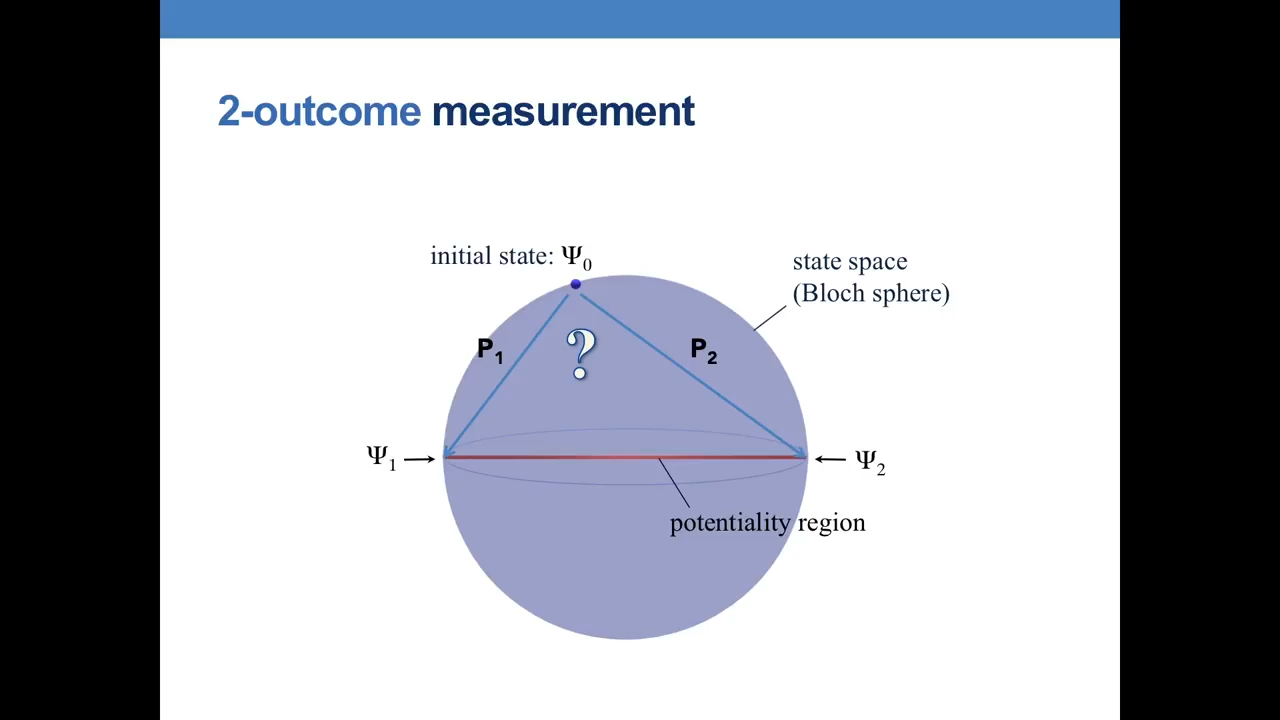 2-outcome measurement
initial state: Ψ0
state space
(Bloch sphere)
P1
?
P2
Ψ1
Ψ2
potentiality region